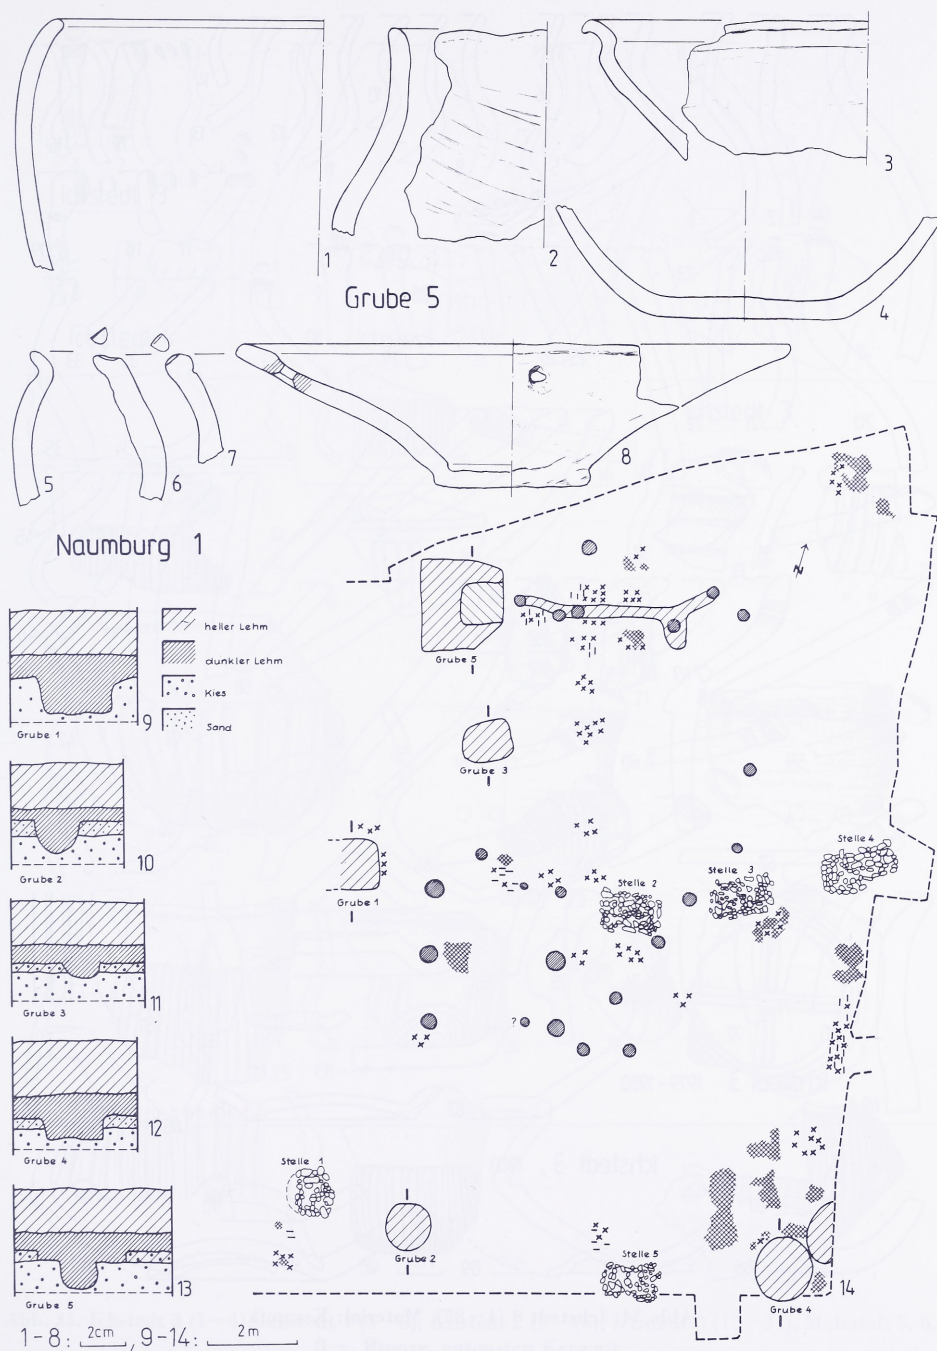 1
2
3
Grube 5
4
5
6
7
8
Naumburg 1
N
heller Lehm
dunkler Lehm
Kies
Sand
9
Grube 1
10
Grube 2
11
Grube 3
12
Grube 4
13
Grube 5
Grube 5
Grube 3
Grube 1
Stelle 2
Stelle 3
Stelle 4
?
Stelle 1
Grube 2
Stelle 5
Grube 4
14
1-8: 2cm, 9-14: 2m